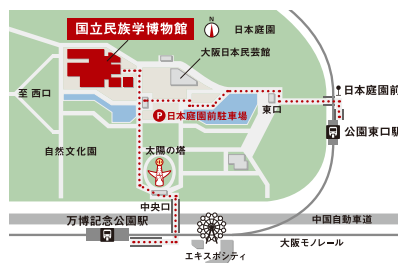 国立民族学博物館
N
日本庭園
大阪日本民芸館
至 西口
日本庭園前
東口
P 日本庭園前駐車場
公園東口駅
自然文化園
太陽の塔
中央口
万博記念公園駅
中国自動車道
大阪モノレール
エキスポシティ